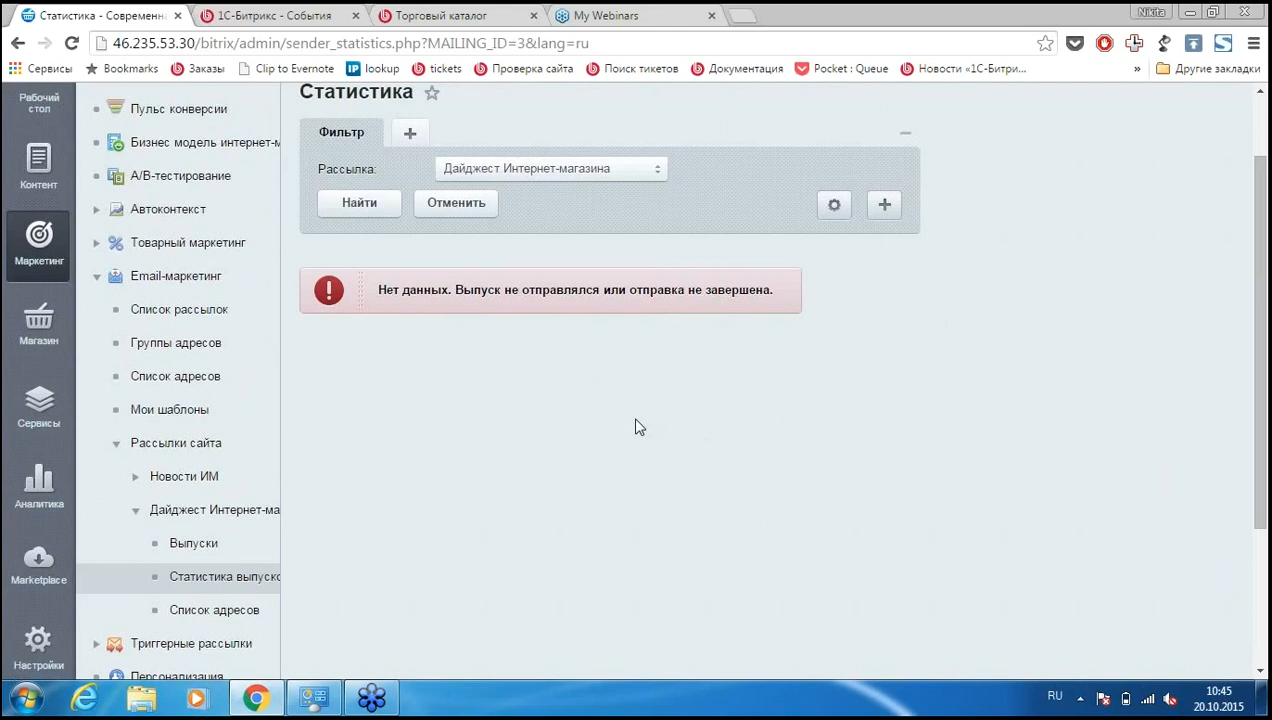 Статистика - Современн
1С-Битрикс - События
Торговый каталог
My Webinars
Nikita
46.235.53.30/bitrix/admin/sender_statistics.php?MAILING_ID=3&lang=ru
Сервисы
Bookmarks
Заказы
Clip to Evernote
IP lookup
tickets
Проверка сайта
Поиск тикетов
Документация
Pocket : Queue
Новости «1С-Битри...
»
Другие закладки
Рабочий
стол
Контент
Маркетинг
Магазин
Сервисы
Аналитика
Marketplace
Настройки
Пульс конверсии
Бизнес модель интернет-м
A/B-тестирование
Автоконтекст
Товарный маркетинг
Email-маркетинг
Список рассылок
Группы адресов
Список адресов
Мои шаблоны
Рассылки сайта
Новости ИМ
Дайджест Интернет-ма
Выпуски
Статистика выпуско
Список адресов
Триггерные рассылки
Персонализация
Статистика
Фильтр
Рассылка:
Дайджест Интернет-магазина
Найти
Отменить
Нет данных. Выпуск не отправлялся или отправка не завершена.
RU
10:45
20.10.2015